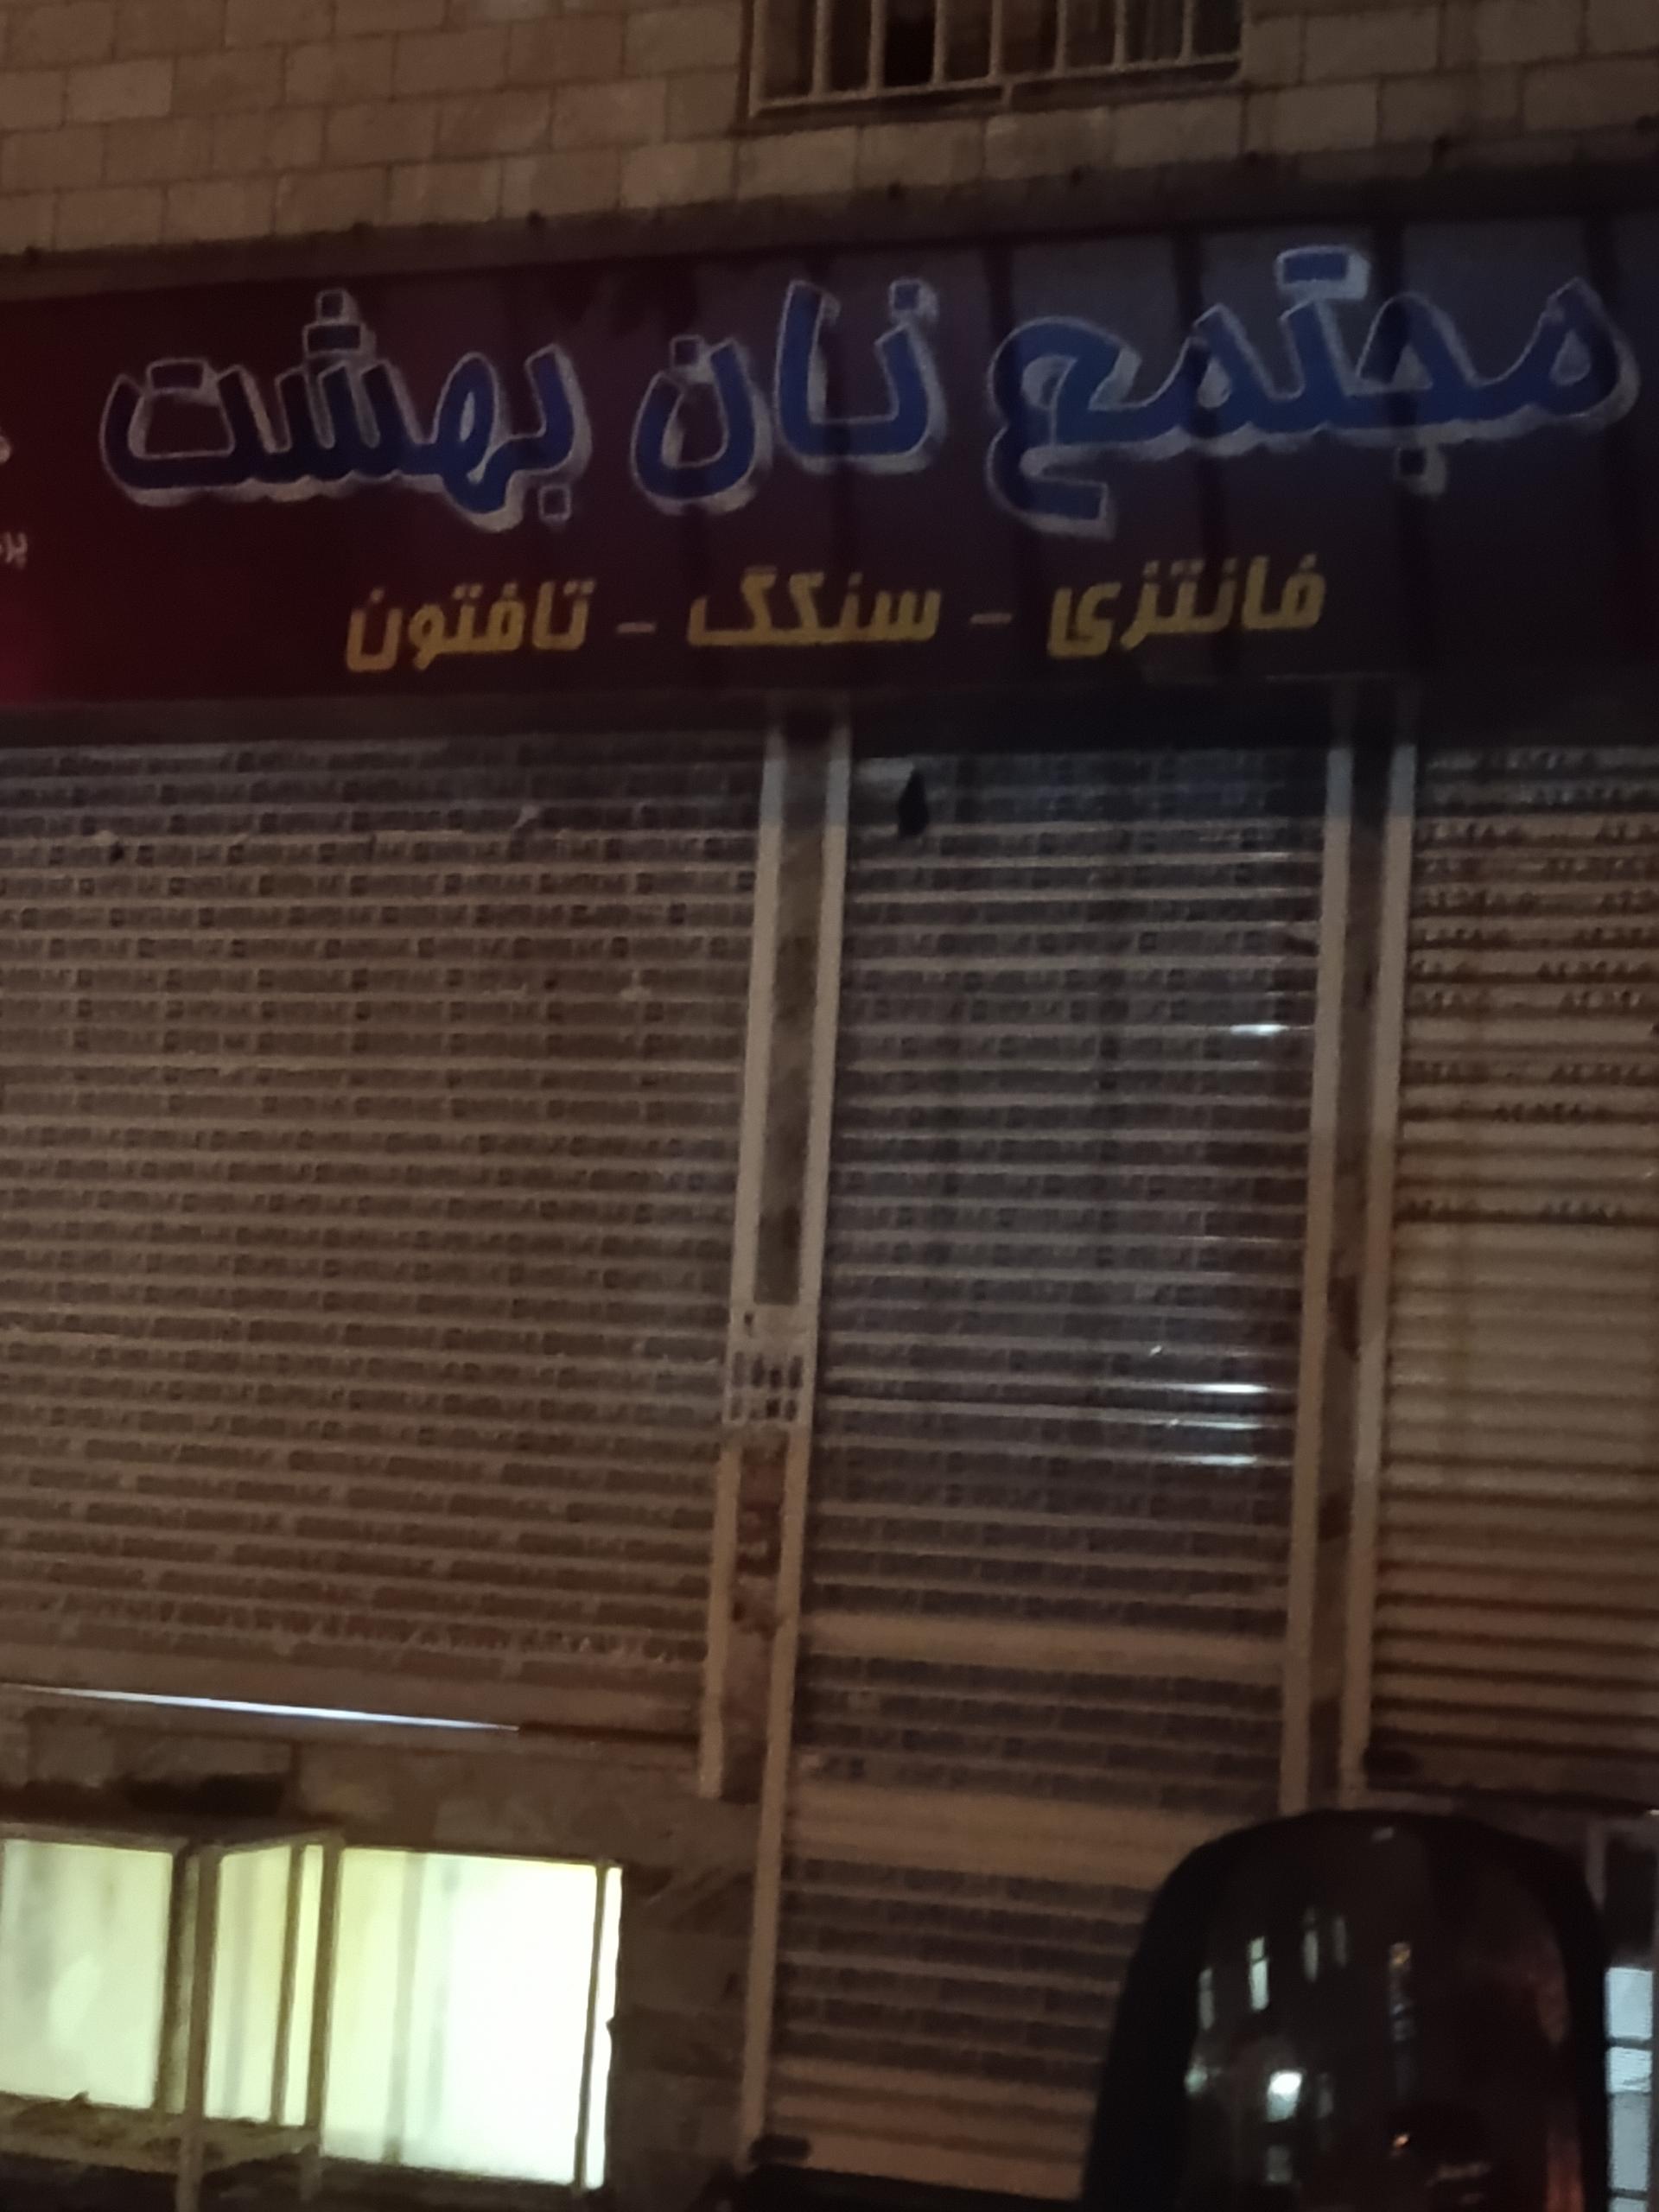 مجتمع نان بهشت
فانتزی - سنگک - تافتون